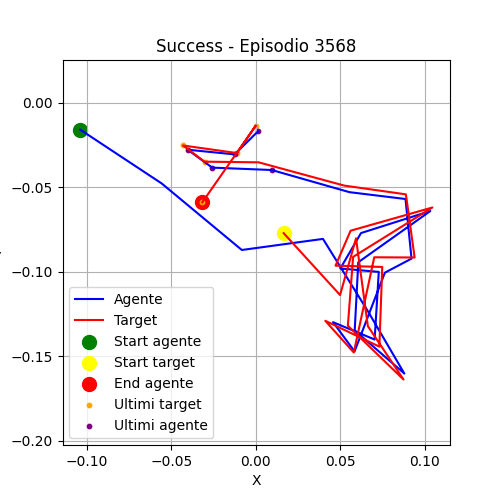 Success - Episodio 3568
0.00
−0.05
−0.10
−0.15
−0.20
Agente
Target
Start agente
Start target
End agente
Ultimi target
Ultimi agente
−0.10
−0.05
0.00
0.05
0.10
X